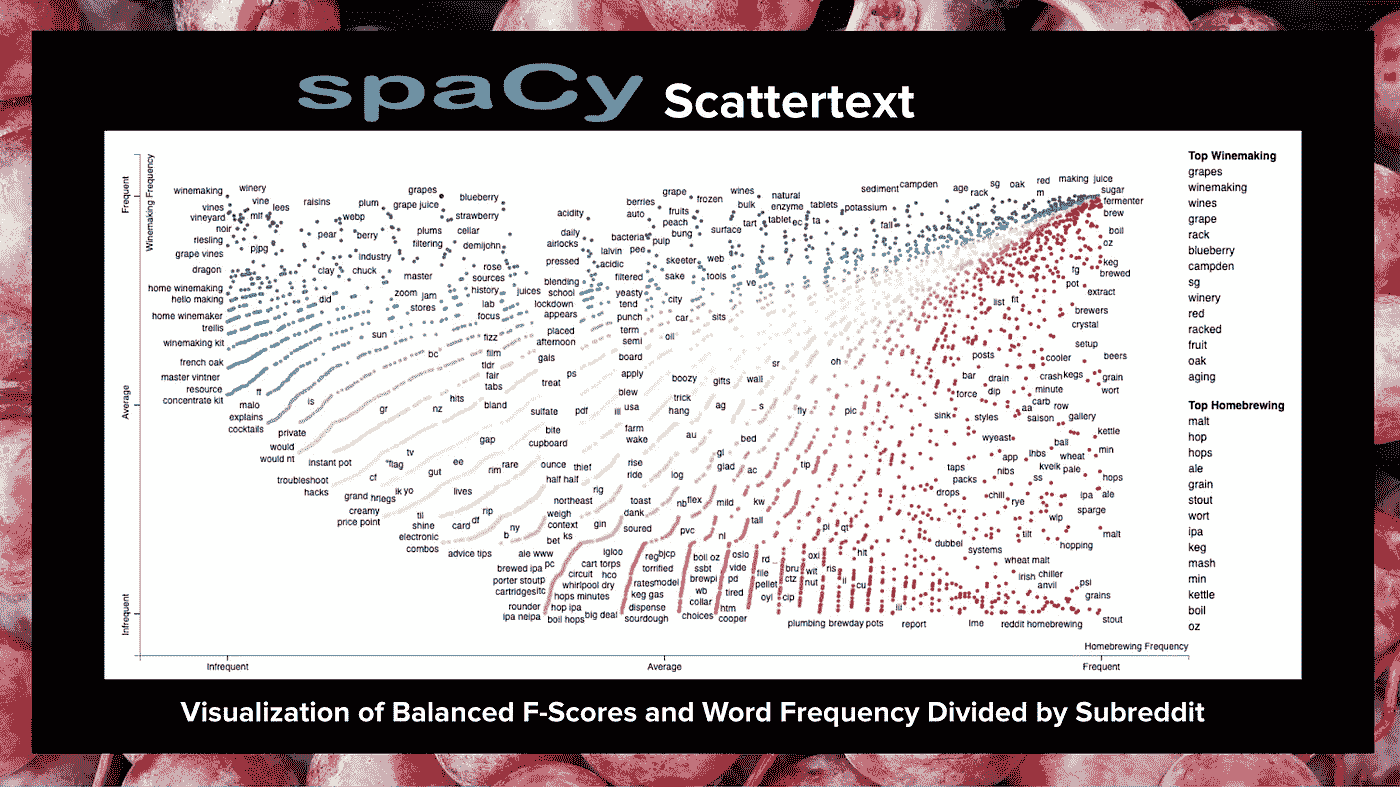 spaCy Scattertext
Frequent
Winemaking Frequency
Average
Infrequent
winemaking winery grapes blueberry grape wines natural sediment campden age sg oak red making juice
vines vine lees raisins plum grape juice berries frozen bulk enzyme tablets potassium rack m sugar
vineyard mlf webp strawberry acidity auto fruits tart tablet ec ta fall fermenter
noir pear berry plums cellar daily peach surface brew
riesling pjpg filtering demijohn airlocks bacteria pulp bung boil
grape vines industry lalvin pee oz
dragon clay chuck master rose pressed acidic skeeter web keg
home winemaking sources blending filtered sake tools ve fg brewed
hello making did zoom jam history juices school yeasty city pot extract
home winemaker stores lab lockdown tend list fit
trellis focus appears punch car sits brewers
winemaking kit sun fizz placed term oil crystal
french oak bc film afternoon semi setup
master vintner tldr gais board sr oh posts cooler beers
resource ff fair ps apply boozy gifts wall bar drain crash kegs grain
concentrate kit malo is tabs treat blew trick force dip minute wort
explains gr nz hits bland sulfate pdf ill usa hang ag _ s fly pic carb row
cocktails private bite farm au sink styles aa saison gallery
would gap cupboard wake bed kettle
would nt tv gl wyeast ball min
instant pot *flag ee rim rare ounce thief rise glad ac tip app lhbs wheat
troubleshoot cf gut half half ride log taps nibs kveik pale
hacks grand hr legs ik yo lives rig packs ss hops
creamy northeast toast nb flex mild kw drops chill rye ipa ale
price point til rip weigh dank wip sparge
shine card df ny context gin soured tall pi qt
electronic b bet ks pvc nl tilt malt
combos advice tips dubbel hopping
ale www igloo reg bjcp boil oz oslo rd _ oxi hit systems
brewed ipa pc cart torps torrified ssbt vide file bru wit ris wheat malt
porter stoutp circuit hco rates model brewpi pd pellet ctz nut il cu irish chiller
cartridges ltc whirlpool dry keg gas wb tired oyl cip anvil psi
hops minutes grains
rounder hop ipa dispense collar htm lil
ipa neipa boil hops big deal sourdough choices cooper plumbing brewday pots report lme reddit homebrewing stout
Homebrewing Frequency
Infrequent Average Frequent
Top Winemaking
grapes
winemaking
wines
grape
rack
blueberry
campden
sg
winery
red
racked
fruit
oak
aging
Top Homebrewing
malt
hop
hops
ale
grain
stout
wort
ipa
keg
mash
min
kettle
boil
oz
Visualization of Balanced F-Scores and Word Frequency Divided by Subreddit